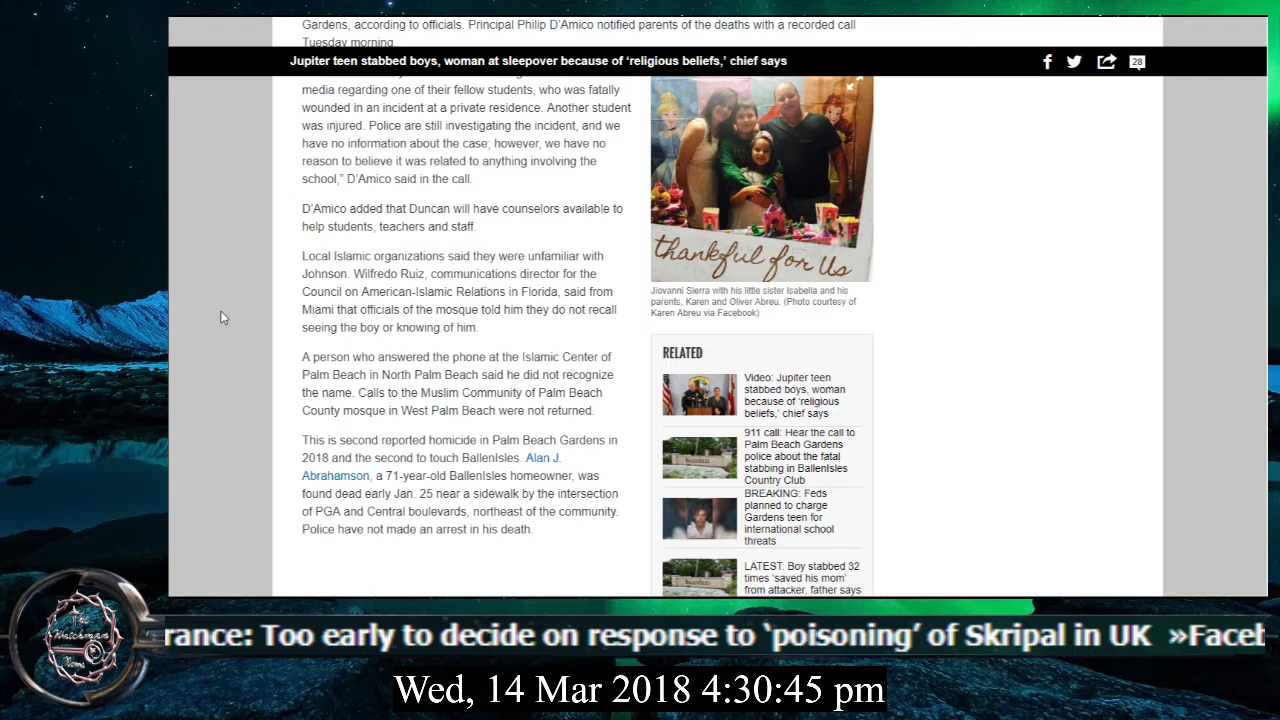 Gardens, according to officials. Principal Philip D'Amico notified parents of the deaths with a recorded call
Tuesday morning.
Jupiter teen stabbed boys, woman at sleepover because of ‘religious beliefs,’ chief says
28
media regarding one of their fellow students, who was fatally
wounded in an incident at a private residence. Another student
was injured. Police are still investigating the incident, and we
have no information about the case; however, we have no
reason to believe it was related to anything involving the
school,” D’Amico said in the call.
D’Amico added that Duncan will have counselors available to
help students, teachers and staff.
Local Islamic organizations said they were unfamiliar with
Johnson. Wilfredo Ruiz, communications director for the
Council on American-Islamic Relations in Florida, said from
Miami that officials of the mosque told him they do not recall
seeing the boy or knowing of him.
A person who answered the phone at the Islamic Center of
Palm Beach in North Palm Beach said he did not recognize
the name. Calls to the Muslim Community of Palm Beach
County mosque in West Palm Beach were not returned.
This is second reported homicide in Palm Beach Gardens in
2018 and the second to touch BallenIsles. Alan J.
Abrahamson, a 71-year-old BallenIsles homeowner, was
found dead early Jan. 25 near a sidewalk by the intersection
of PGA and Central boulevards, northeast of the community.
Police have not made an arrest in his death.
thankful for us
Jiovanni Sierra with his little sister Isabella and his
parents, Karen and Oliver Abreu. (Photo courtesy of
Karen Abreu via Facebook)
RELATED
Video: Jupiter teen
stabbed boys, woman
because of ‘religious
beliefs,’ chief says
911 call: Hear the call to
Palm Beach Gardens
police about the fatal
stabbing in BallenIsles
Country Club
BREAKING: Feds
planned to charge
Gardens teen for
international school
threats
LATEST: Boy stabbed 32
times ‘saved his mom’
from attacker, father says
The
Watchman
rance: Too early to decide on response to ‘poisoning’ of Skripal in UK »Faceb
Wed, 14 Mar 2018 4:30:45 pm